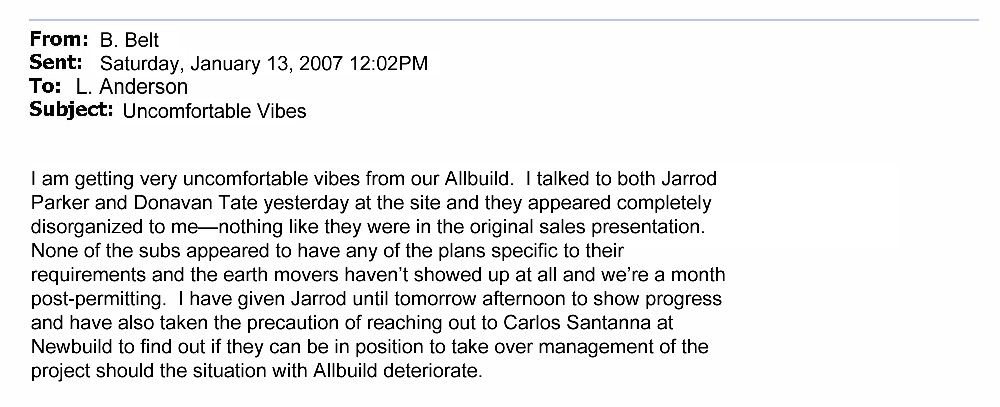 From: B. Belt
Sent: Saturday, January 13, 2007 12:02PM
To: L. Anderson
Subject: Uncomfortable Vibes
I am getting very uncomfortable vibes from our Allbuild. I talked to both Jarrod
Parker and Donavan Tate yesterday at the site and they appeared completely
disorganized to me—nothing like they were in the original sales presentation.
None of the subs appeared to have any of the plans specific to their
requirements and the earth movers haven't showed up at all and we're a month
post-permitting. I have given Jarrod until tomorrow afternoon to show progress
and have also taken the precaution of reaching out to Carlos Santanna at
Newbuild to find out if they can be in position to take over management of the
project should the situation with Allbuild deteriorate.